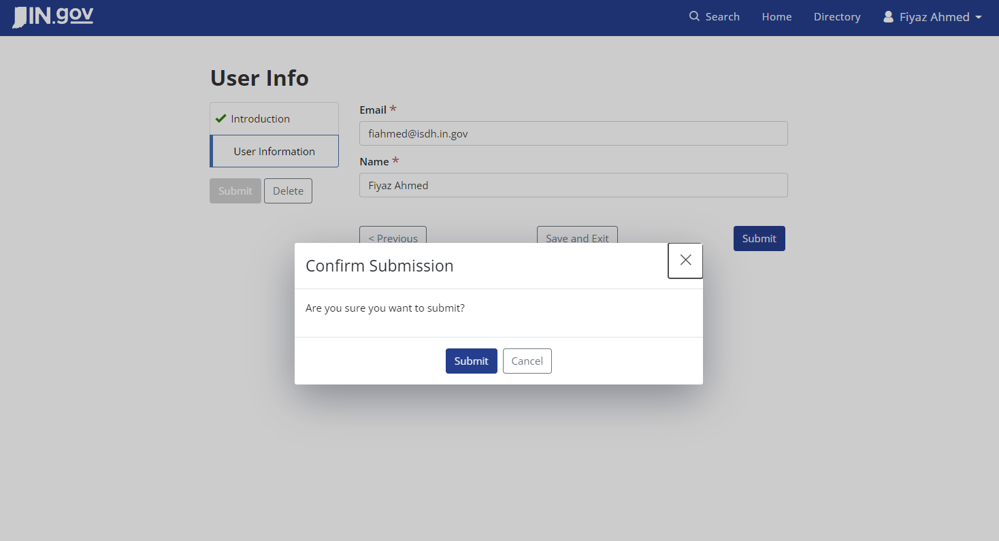 IN.gov
Search Home Directory Fiyaz Ahmed
User Info
Introduction
User Information
Submit Delete
Email *
fiahmed@isdh.in.gov
Name *
Fiyaz Ahmed
< Previous Save and Exit Submit
Confirm Submission
Are you sure you want to submit?
Submit Cancel